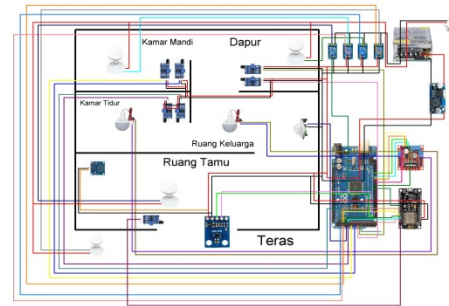 Kamar Mandi
Dapur
Kamar Tidur
Ruang Keluarga
Ruang Tamu
Teras